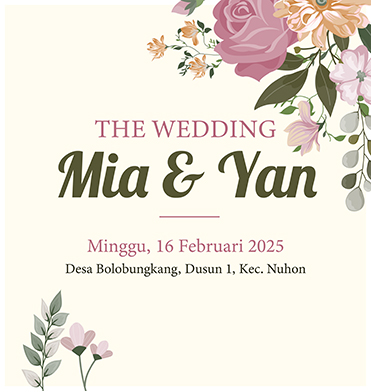 THE WEDDING
Mia & Yan
Minggu, 16 Februari 2025
Desa Bolobungkang, Dusun 1, Kec. Nuhon